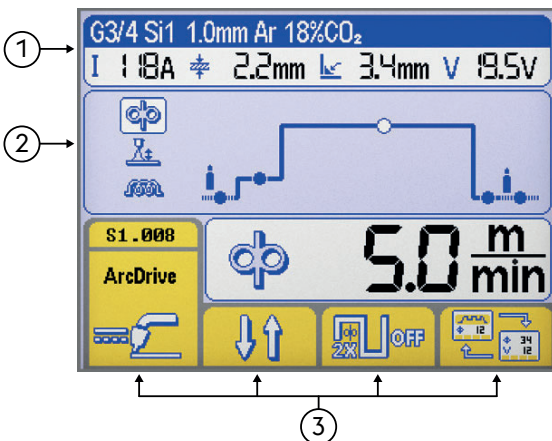 G3/4 Si1 1.0mm Ar 18%CO₂
1
I 118A 2.2mm 3.4mm V 19.5V
2
S1.008
ArcDrive
5.0 m/min
2X OFF
12
34
V 12
3